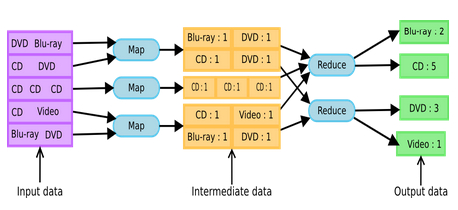 DVD Blu-ray
CD DVD
CD CD CD
CD Video
Blu-ray DVD
Input data
Map
Map
Map
Blu-ray : 1 DVD : 1
CD : 1 DVD : 1
CD : 1 CD : 1 CD : 1
CD : 1 Video : 1
Blu-ray : 1 DVD : 1
Intermediate data
Reduce
Reduce
Blu-ray : 2
CD : 5
DVD : 3
Video : 1
Output data